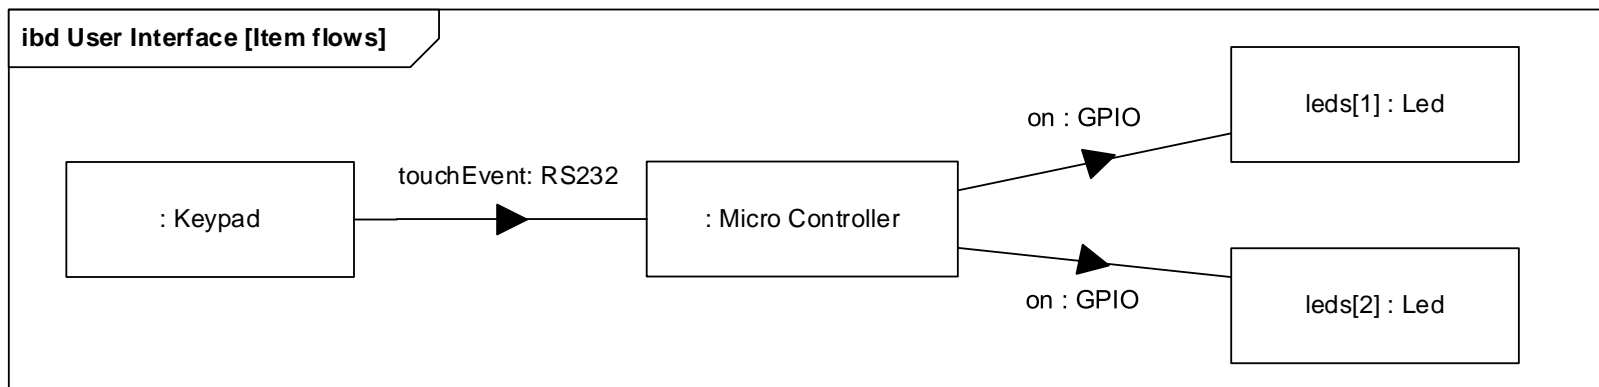 ibd User Interface [Item flows]
: Keypad
touchEvent: RS232
: Micro Controller
on : GPIO
leds[1] : Led
on : GPIO
leds[2] : Led